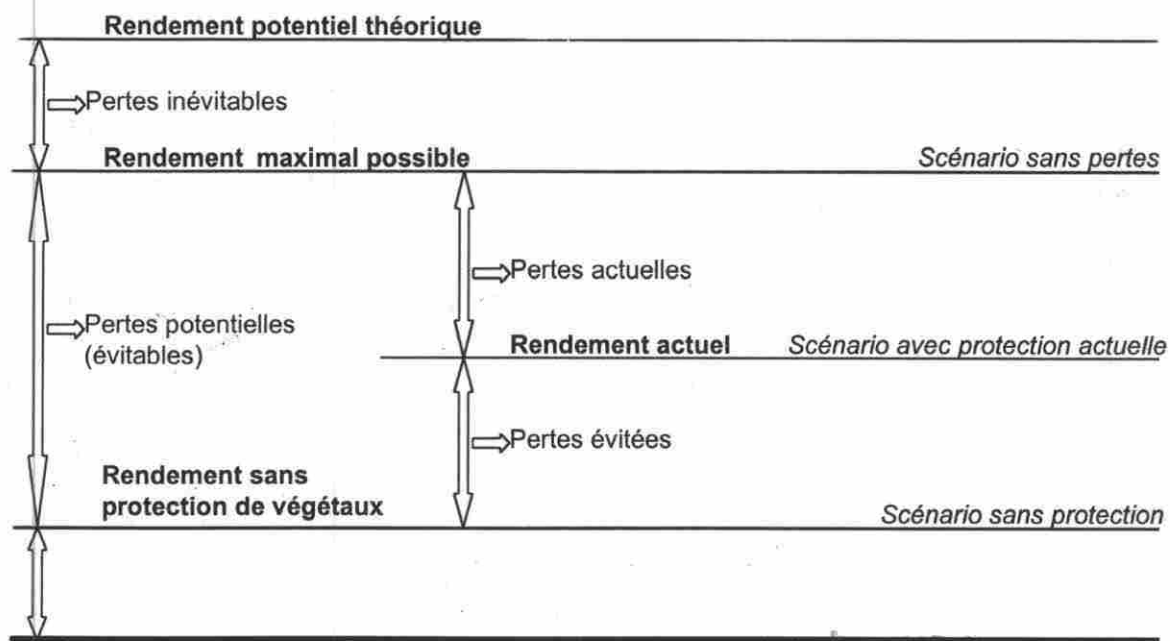 Rendement potentiel théorique
Pertes inévitables
Rendement maximal possible
Scénario sans pertes
Pertes actuelles
Pertes potentielles
(évitables)
Rendement actuel
Scénario avec protection actuelle
Pertes évitées
Rendement sans
protection de végétaux
Scénario sans protection